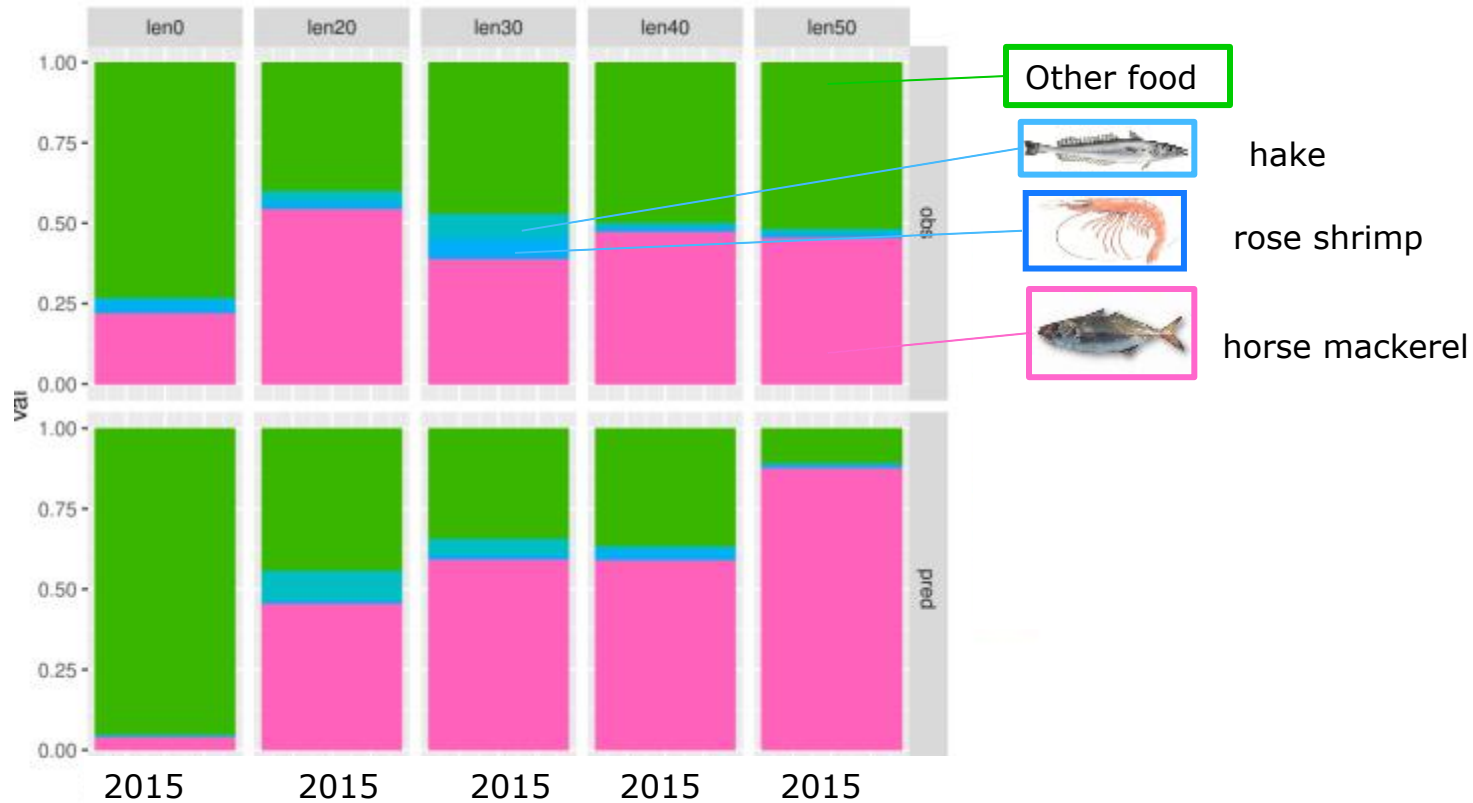 len0 len20 len30 len40 len50
1.00
0.75
0.50
0.25
0.00
obs
Other food
hake
rose shrimp
horse mackerel
val
1.00
0.75
0.50
0.25
0.00
pred
2015 2015 2015 2015 2015